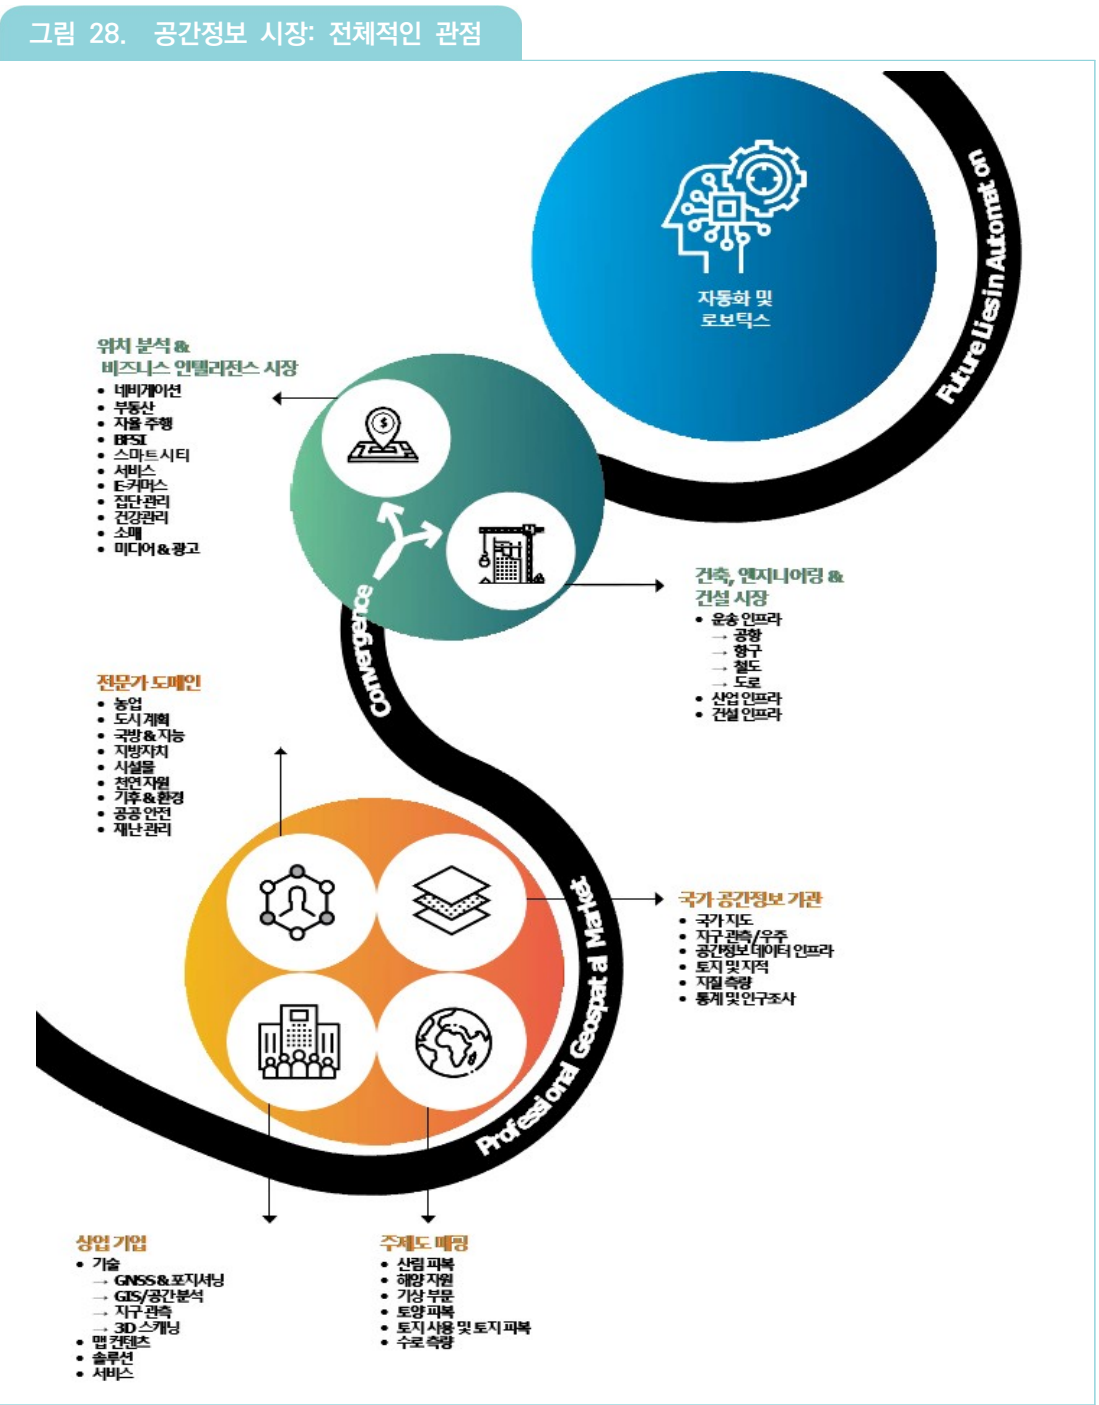 그림 28. 공간정보 시장: 전체적인 관점
자동화 및
로보틱스
Future Lies in Automat on
위치 분석 &
비즈니스 인텔리전스 시장
• 네비게이션
• 부동산
• 자율 주행
• BFSI
• 스마트 시티
• 서비스
• E-커머스
• 집단 관리
• 건강관리
• 소매
• 미디어 & 광고
Convergence
건축, 엔지니어링 &
건설 시장
• 운송 인프라
→ 공항
→ 항구
→ 철도
→ 도로
• 산업 인프라
• 건설 인프라
전문가 도메인
• 농업
• 도시 계획
• 국방 & 지능
• 지방자치
• 시설물
• 천연 자원
• 기후 & 환경
• 공공 안전
• 재난 관리
Professional Geospat al Market
국가 공간정보 기관
• 국가 지도
• 지구 관측/우주
• 공간정보 데이터 인프라
• 토지 및 지적
• 지질 측량
• 통계 및 인구조사
상업 기업
• 기술
→ GNSS & 포지셔닝
→ GIS/공간 분석
→ 지구 관측
→ 3D 스캐닝
• 맵 컨텐츠
• 솔루션
• 서비스
주제도 매핑
• 산림 피복
• 해양 자원
• 기상 부문
• 토양 피복
• 토지 사용 및 토지 피복
• 수로 측량